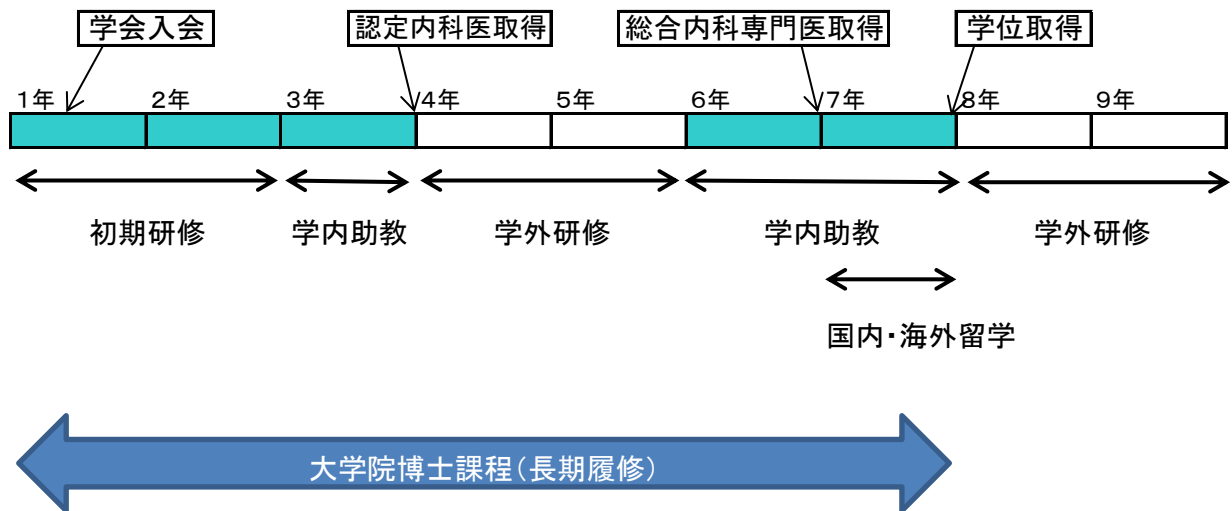 学会入会
認定内科医取得
総合内科専門医取得
学位取得
1年
2年
3年
4年
5年
6年
7年
8年
9年
初期研修
学内助教
学外研修
学内助教
学外研修
国内・海外留学
大学院博士課程(長期履修)